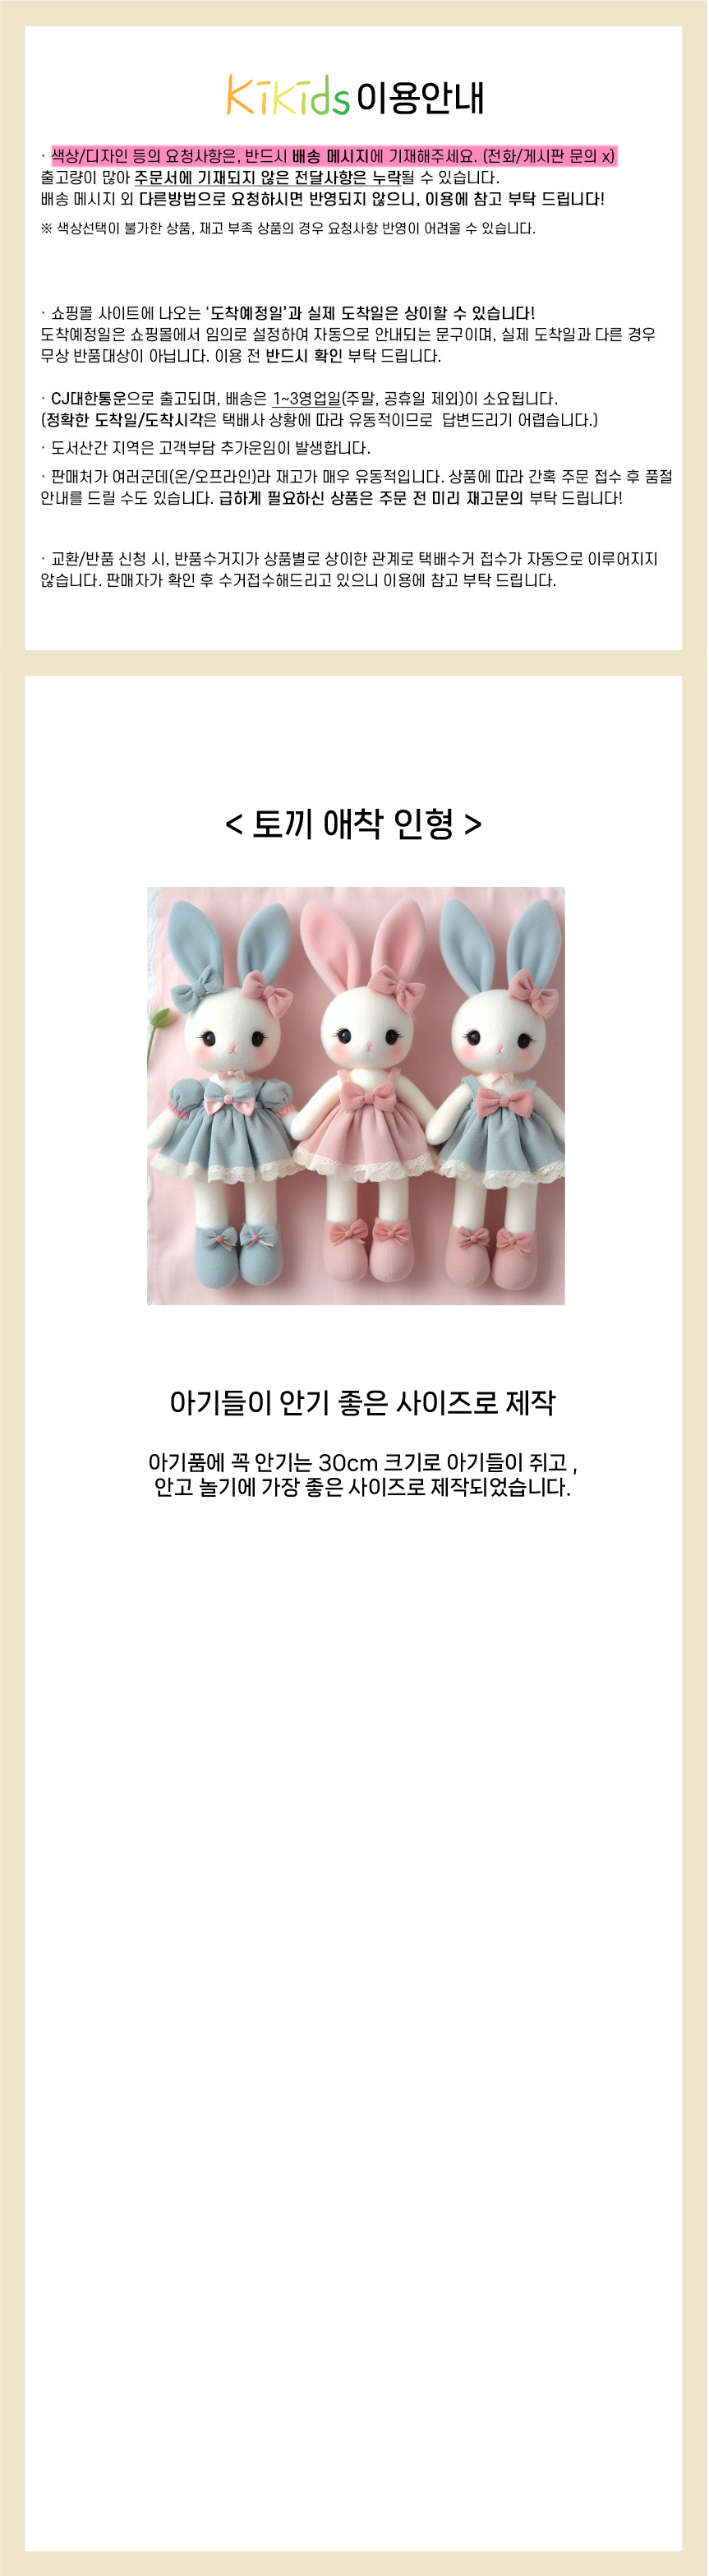 KiKids 이용안내
· 색상/디자인 등의 요청사항은, 반드시 배송 메시지에 기재해주세요. (전화/게시판 문의 x)
출고량이 많아 주문서에 기재되지 않은 전달사항은 누락될 수 있습니다.
배송 메시지 외 다른방법으로 요청하시면 반영되지 않으니, 이용에 참고 부탁 드립니다!
※ 색상선택이 불가한 상품, 재고 부족 상품의 경우 요청사항 반영이 어려울 수 있습니다.
· 쇼핑몰 사이트에 나오는 ‘도착예정일’과 실제 도착일은 상이할 수 있습니다!
도착예정일은 쇼핑몰에서 임의로 설정하여 자동으로 안내되는 문구이며, 실제 도착일과 다른 경우
무상 반품대상이 아닙니다. 이용 전 반드시 확인 부탁 드립니다.
· CJ대한통운으로 출고되며, 배송은 1~3영업일(주말, 공휴일 제외)이 소요됩니다.
(정확한 도착일/도착시각은 택배사 상황에 따라 유동적이므로 답변드리기 어렵습니다.)
· 도서산간 지역은 고객부담 추가운임이 발생합니다.
· 판매처가 여러군데(온/오프라인)라 재고가 매우 유동적입니다. 상품에 따라 간혹 주문 접수 후 품절
안내를 드릴 수도 있습니다. 급하게 필요하신 상품은 주문 전 미리 재고문의 부탁 드립니다!
· 교환/반품 신청 시, 반품수거지가 상품별로 상이한 관계로 택배수거 접수가 자동으로 이루어지지
않습니다. 판매자가 확인 후 수거접수해드리고 있으니 이용에 참고 부탁 드립니다.
< 토끼 애착 인형 >
아기들이 안기 좋은 사이즈로 제작
아기품에 꼭 안기는 30cm 크기로 아기들이 쥐고 ,
안고 놀기에 가장 좋은 사이즈로 제작되었습니다.